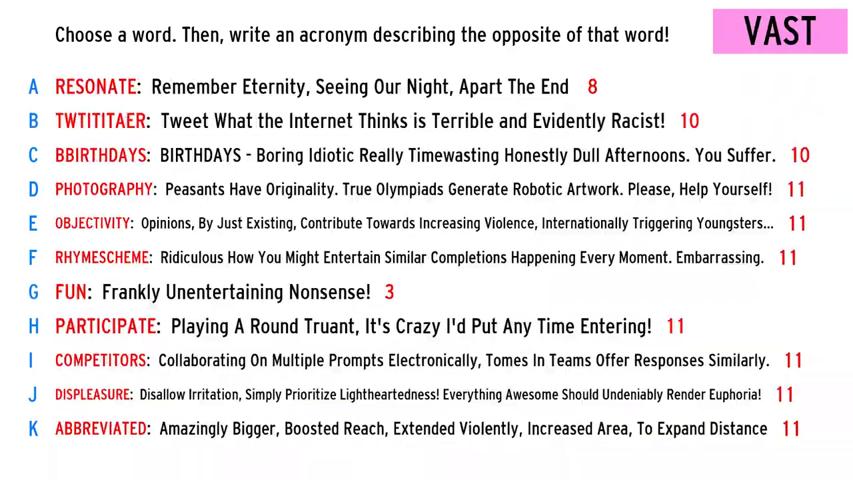 Choose a word. Then, write an acronym describing the opposite of that word!
VAST
A RESONATE: Remember Eternity, Seeing Our Night, Apart The End 8
B TWTITITAER: Tweet What the Internet Thinks is Terrible and Evidently Racist! 10
C BBIRTHDAYS: BIRTHDAYS - Boring Idiotic Really Timewasting Honestly Dull Afternoons. You Suffer. 10
D PHOTOGRAPHY: Peasants Have Originality. True Olympiads Generate Robotic Artwork. Please, Help Yourself! 11
E OBJECTIVITY: Opinions, By Just Existing, Contribute Towards Increasing Violence, Internationally Triggering Youngsters... 11
F RHYMESCHEME: Ridiculous How You Might Entertain Similar Completions Happening Every Moment. Embarrassing. 11
G FUN: Frankly Unentertaining Nonsense! 3
H PARTICIPATE: Playing A Round Truant, It's Crazy I'd Put Any Time Entering! 11
I COMPETITORS: Collaborating On Multiple Prompts Electronically, Tomes In Teams Offer Responses Similarly. 11
J DISPLEASURE: Disallow Irritation, Simply Prioritize Lightheartedness! Everything Awesome Should Undeniably Render Euphoria! 11
K ABBREVIATED: Amazingly Bigger, Boosted Reach, Extended Violently, Increased Area, To Expand Distance 11